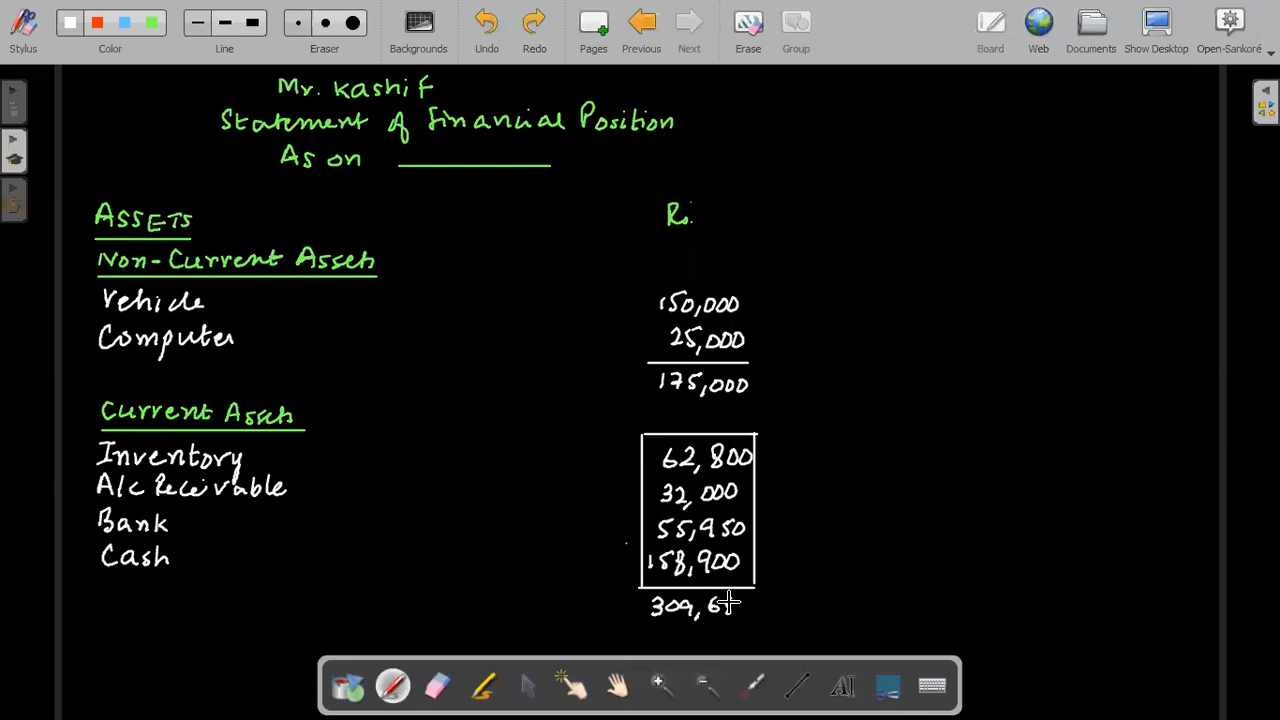 Stylus Color Line Eraser Backgrounds Undo Redo Pages Previous Next Erase Group Board Web Documents Show Desktop Open-Sankoré
Mr. Kashif
Statement of Financial Position
As on
ASSETS Rs.
Non-Current Assets
Vehicle 150,000
Computer 25,000
175,000
Current Assets
Inventory 62,800
A/c Receivable 32,000
Bank 55,950
Cash 158,900